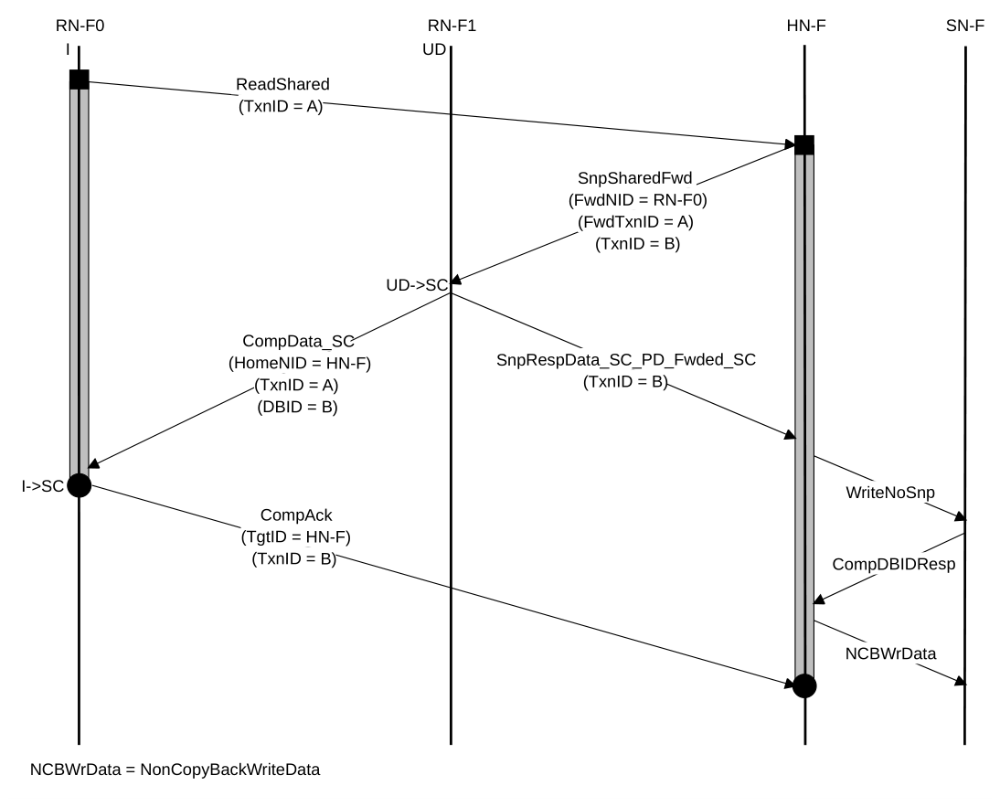 RN-F0
RN-F1
HN-F
SN-F
I
UD
ReadShared
(TxnID = A)
SnpSharedFwd
(FwdNID = RN-F0)
(FwdTxnID = A)
(TxnID = B)
UD->SC
CompData_SC
(HomeNID = HN-F)
(TxnID = A)
(DBID = B)
SnpRespData_SC_PD_Fwded_SC
(TxnID = B)
I->SC
WriteNoSnp
CompAck
(TgtID = HN-F)
(TxnID = B)
CompDBIDResp
NCBWrData
NCBWrData = NonCopyBackWriteData